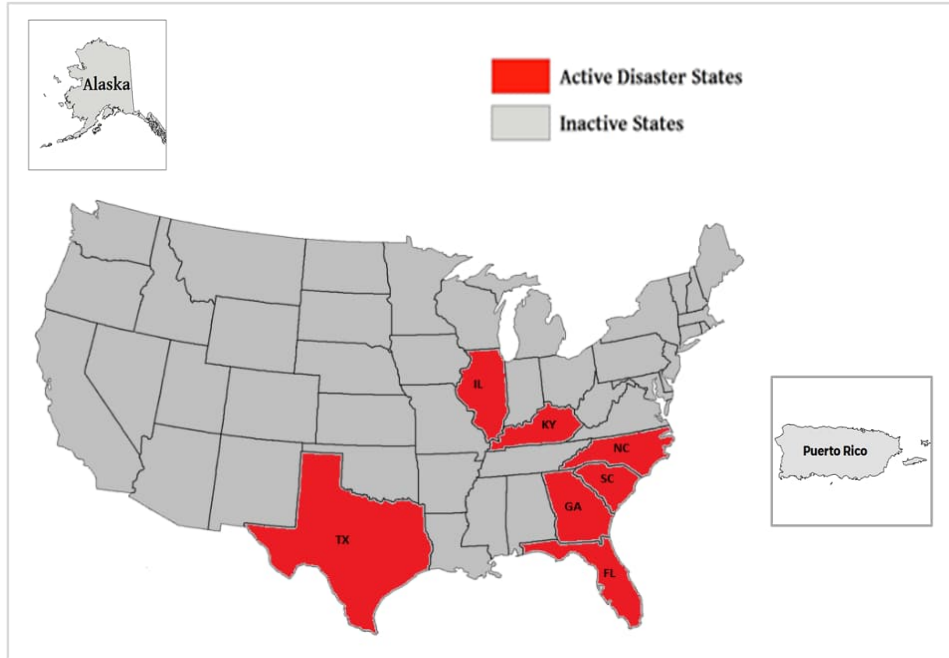 Alaska
Active Disaster States
Inactive States
IL
KY
NC
SC
GA
TX
FL
Puerto Rico